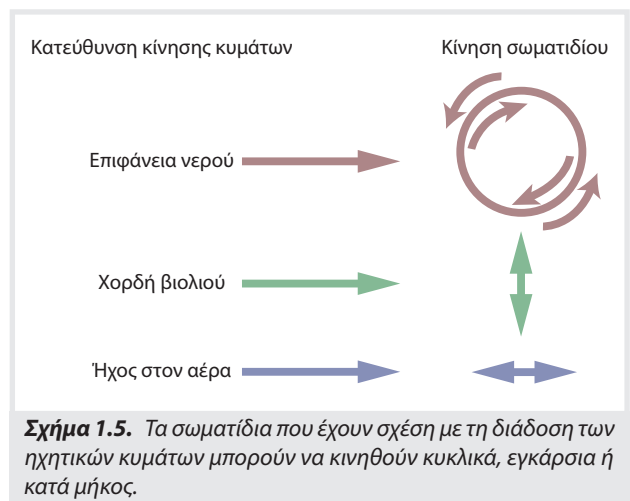 Κατεύθυνση κίνησης κυμάτων
Κίνηση σωματιδίου
Επιφάνεια νερού
Χορδή βιολιού
Ήχος στον αέρα
Σχήμα 1.5. Τα σωματίδια που έχουν σχέση με τη διάδοση των
ηχητικών κυμάτων μπορούν να κινηθούν κυκλικά, εγκάρσια ή
κατά μήκος.